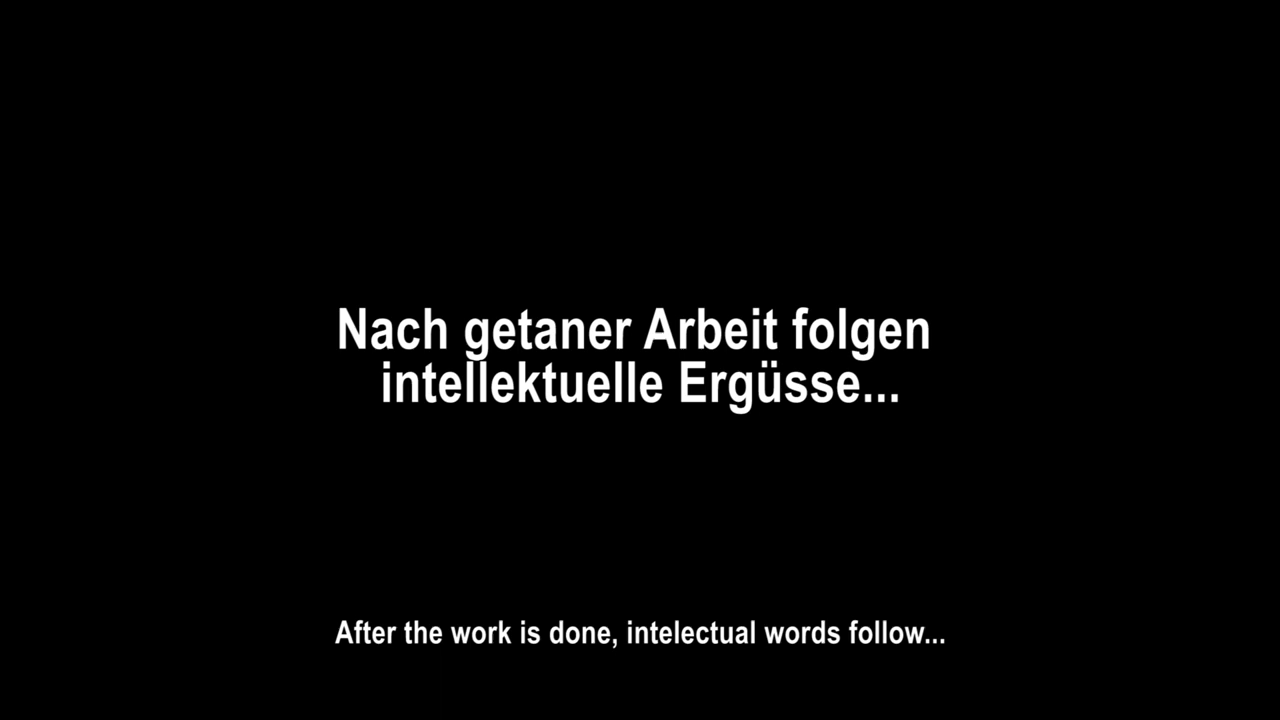 Nach getaner Arbeit folgen
intellektuelle Ergüsse...
After the work is done, intelectual words follow...